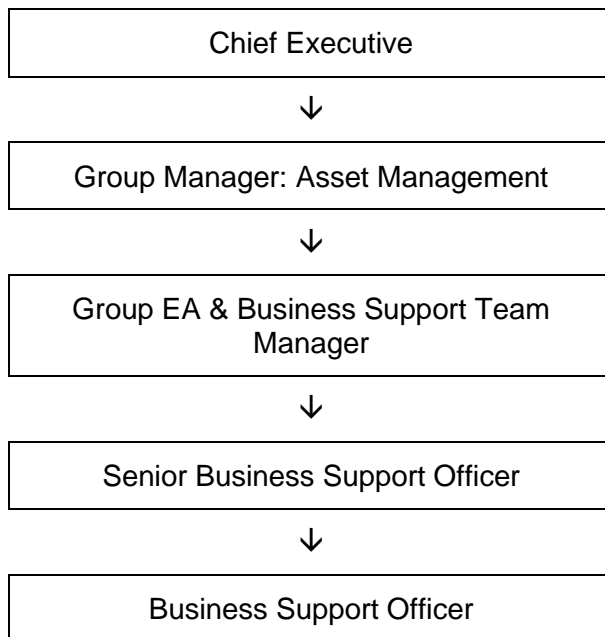 Chief Executive
↓
Group Manager: Asset Management
↓
Group EA & Business Support Team
Manager
↓
Senior Business Support Officer
↓
Business Support Officer